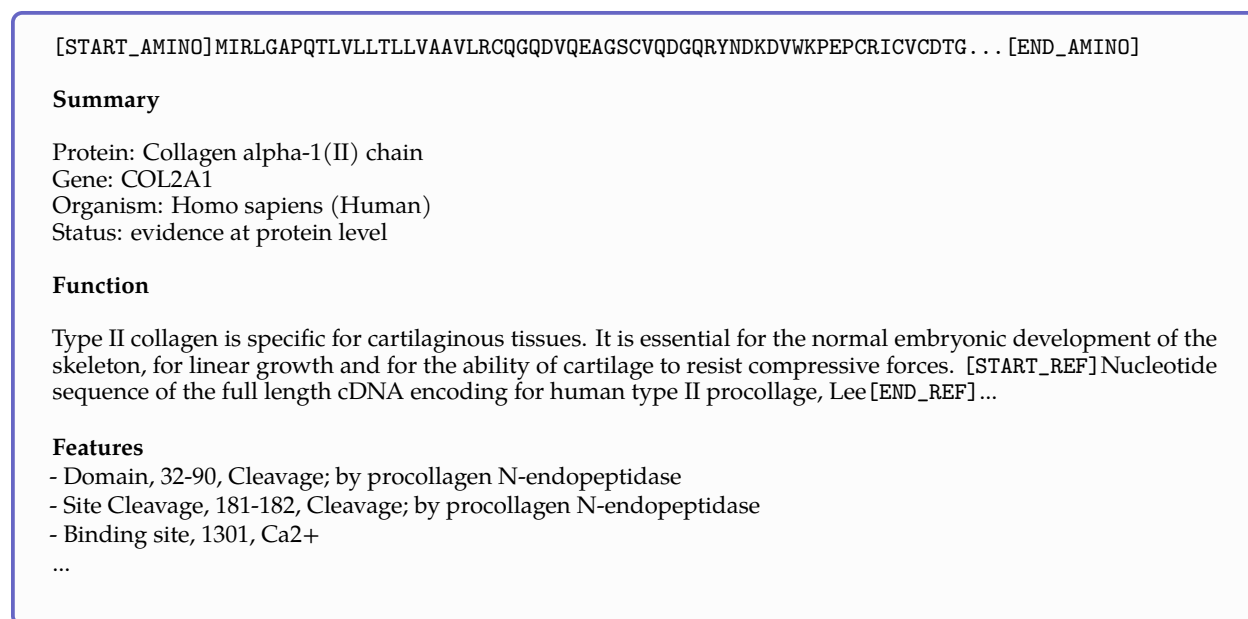 [START_AMINO]MIRLGAPQTLVLLTLLVAAVLRCQGQDVQEAGSCVQDGQRYNDKDVWKPEPCRICVCDTG...[END_AMINO]
Summary
Protein: Collagen alpha-1(II) chain
Gene: COL2A1
Organism: Homo sapiens (Human)
Status: evidence at protein level
Function
Type II collagen is specific for cartilaginous tissues. It is essential for the normal embryonic development of the
skeleton, for linear growth and for the ability of cartilage to resist compressive forces. [START_REF]Nucleotide
sequence of the full length cDNA encoding for human type II procollage, Lee[END_REF]...
Features
- Domain, 32-90, Cleavage; by procollagen N-endopeptidase
- Site Cleavage, 181-182, Cleavage; by procollagen N-endopeptidase
- Binding site, 1301, Ca2+
...